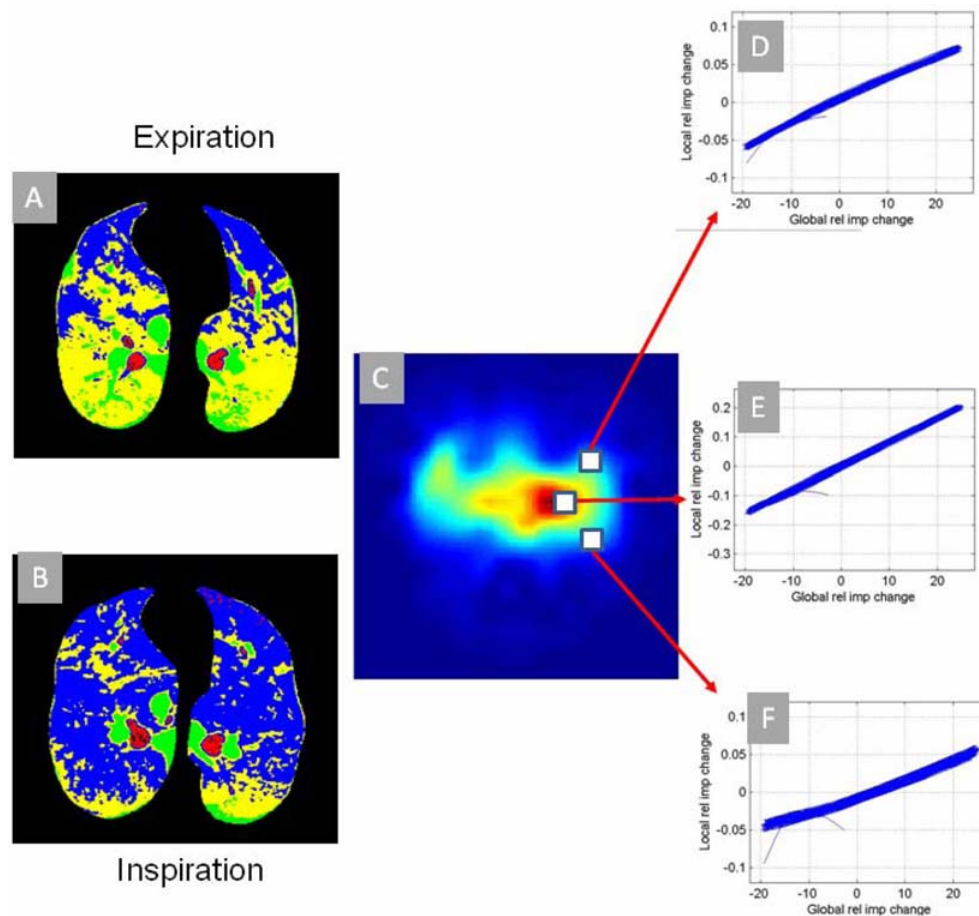 Expiration
A
B
Inspiration
C
D
0.1
0.05
0
-0.05
-0.1
Local rel imp change
-20 -10 0 10 20
Global rel imp change
E
0.2
0.1
0
-0.1
-0.2
-0.3
Local rel imp change
-20 -10 0 10 20
Global rel imp change
F
0.1
0.05
0
-0.05
-0.1
Local rel imp change
-20 -10 0 10 20
Global rel imp change